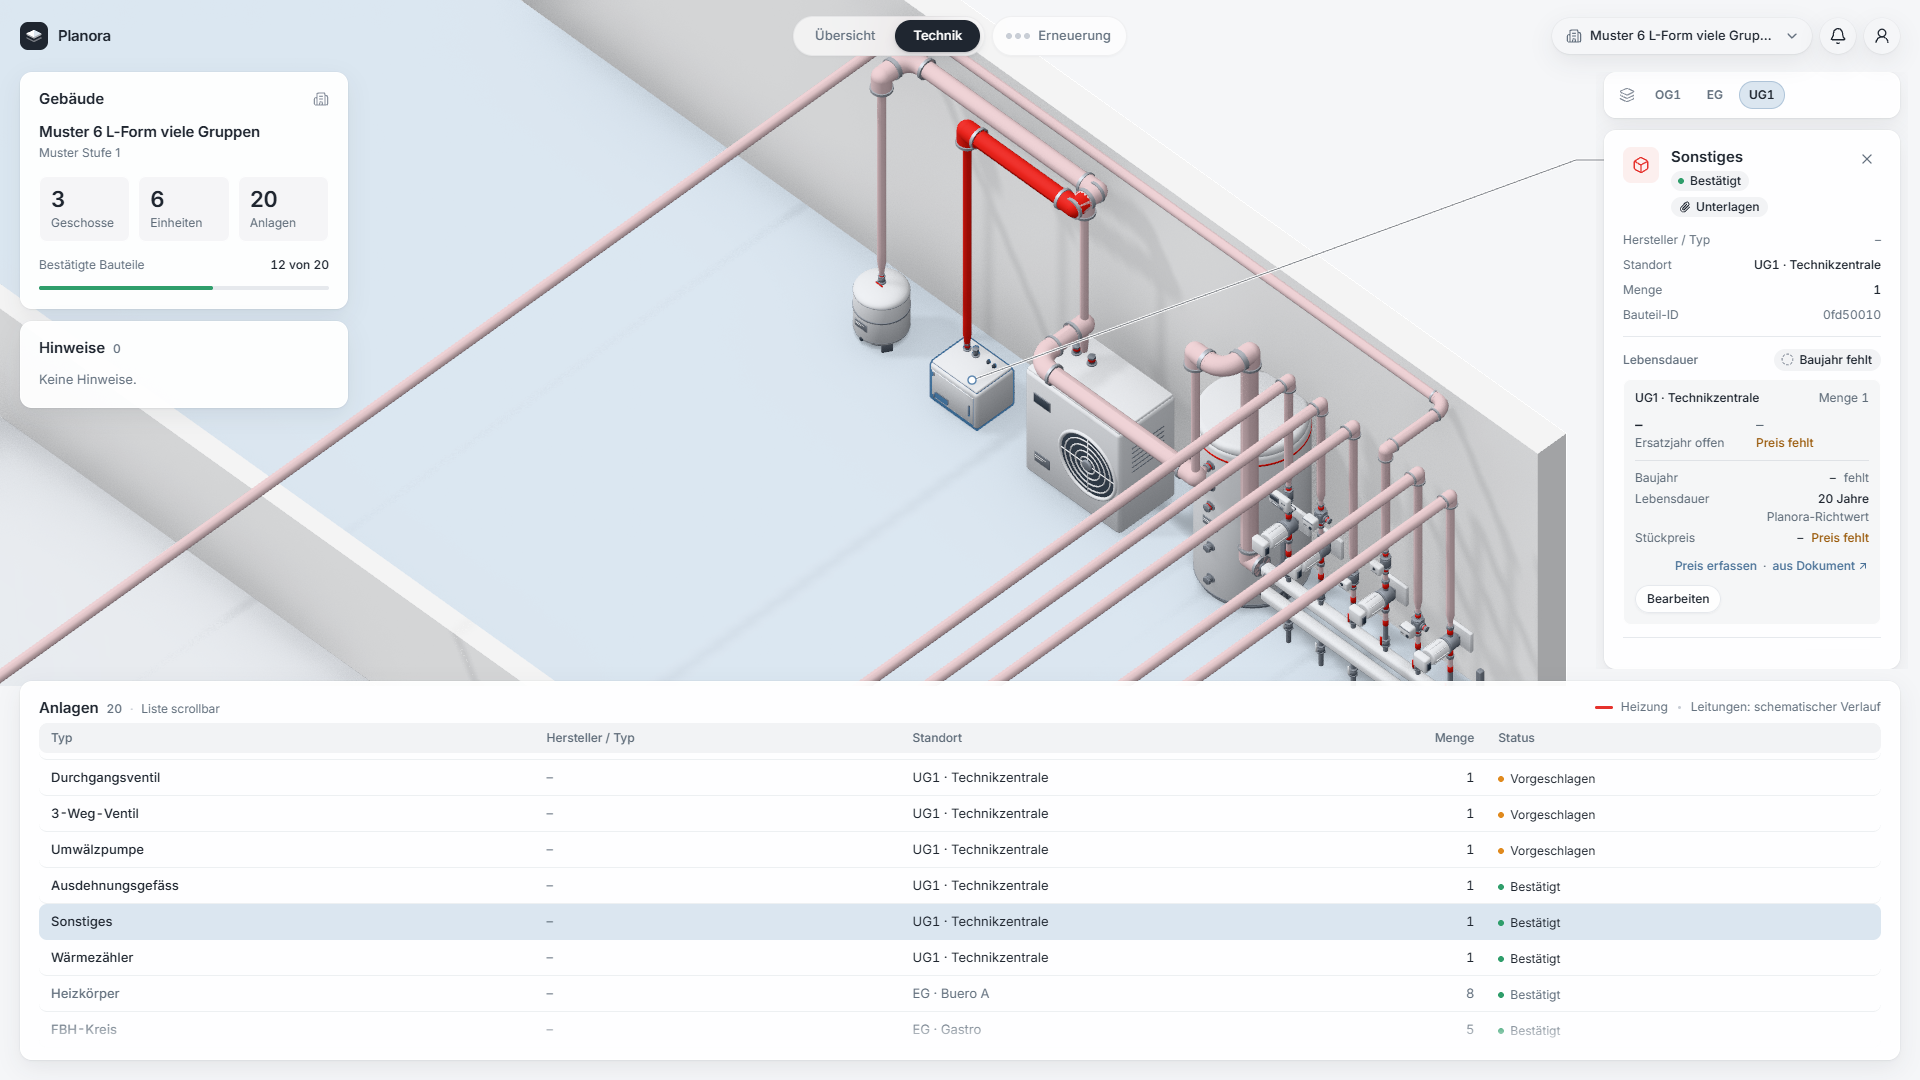 Planora
Übersicht
Technik
Erneuerung
Muster 6 L-Form viele Grup...
Gebäude
Muster 6 L-Form viele Gruppen
Muster Stufe 1
3
Geschosse
6
Einheiten
20
Anlagen
Bestätigte Bauteile
12 von 20
Hinweise 0
Keine Hinweise.
OG1
EG
UG1
Sonstiges
Bestätigt
Unterlagen
Hersteller / Typ –
Standort UG1 · Technikzentrale
Menge 1
Bauteil-ID 0fd50010
Lebensdauer Baujahr fehlt
UG1 · Technikzentrale Menge 1
– –
Ersatzjahr offen Preis fehlt
Baujahr – fehlt
Lebensdauer 20 Jahre
Planora-Richtwert
Stückpreis – Preis fehlt
Preis erfassen · aus Dokument ↗
Bearbeiten
Anlagen 20 · Liste scrollbar
Heizung • Leitungen: schematischer Verlauf
Typ Hersteller / Typ Standort Menge Status
Durchgangsventil – UG1 · Technikzentrale 1 Vorgeschlagen
3-Weg-Ventil – UG1 · Technikzentrale 1 Vorgeschlagen
Umwälzpumpe – UG1 · Technikzentrale 1 Vorgeschlagen
Ausdehnungsgefäss – UG1 · Technikzentrale 1 Bestätigt
Sonstiges – UG1 · Technikzentrale 1 Bestätigt
Wärmezähler – UG1 · Technikzentrale 1 Bestätigt
Heizkörper – EG · Buero A 8 Bestätigt
FBH-Kreis – EG · Gastro 5 Bestätigt